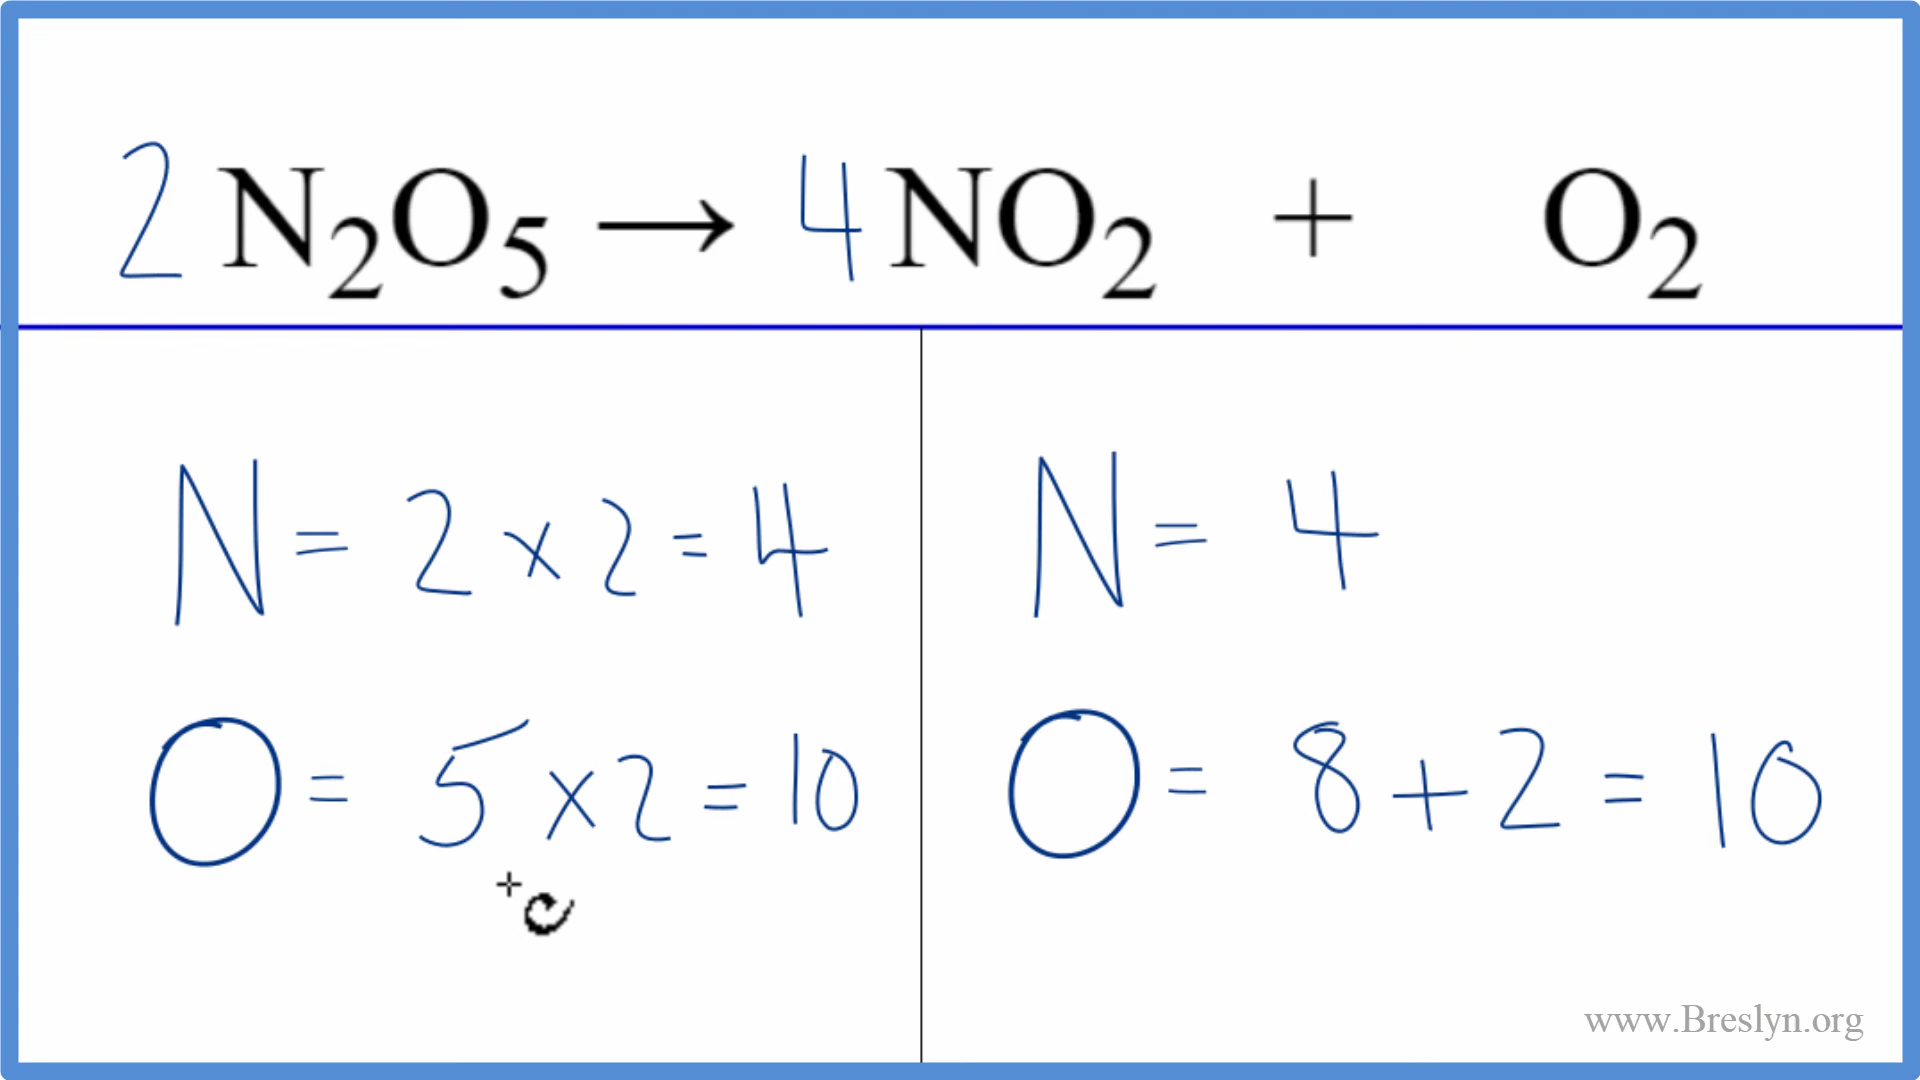 2 N₂O₅ → 4 NO₂ + O₂
N = 2 x 2 = 4
O = 5 x 2 = 10
N = 4
O = 8 + 2 = 10
www.Breslyn.org